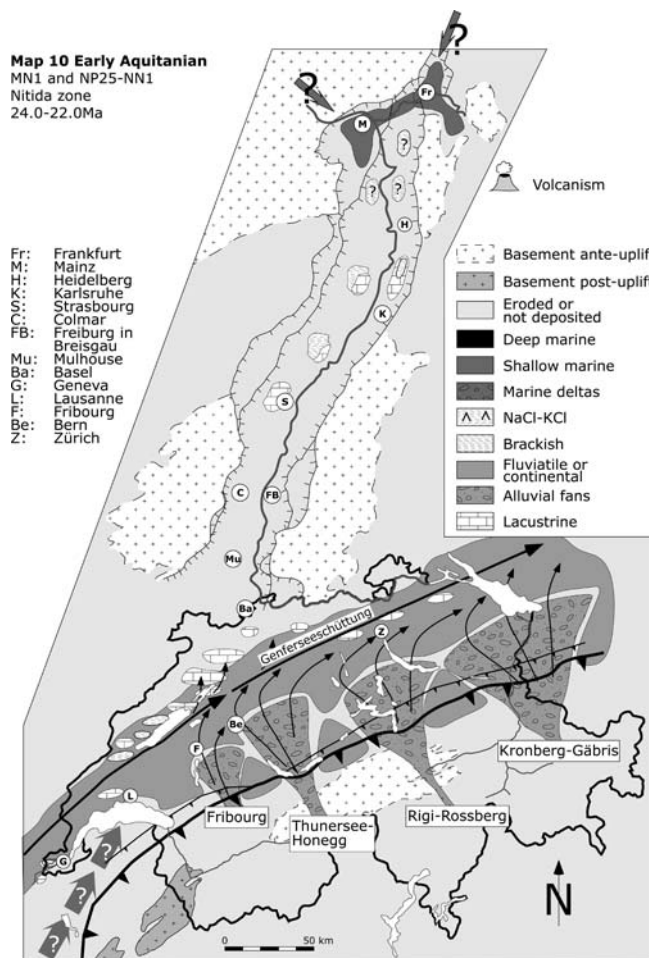 Map 10 Early Aquitanian
MN1 and NP25-NN1
Nitida zone
24.0-22.0Ma
?
?
Fr
M
?
?
?
H
K
S
C
FB
Mu
Ba
Volcanism
Fr: Frankfurt
M: Mainz
H: Heidelberg
K: Karlsruhe
S: Strasbourg
C: Colmar
FB: Freiburg in
Breisgau
Mu: Mulhouse
Ba: Basel
G: Geneva
L: Lausanne
F: Fribourg
Be: Bern
Z: Zürich
Basement ante-uplif
Basement post-uplif
Eroded or
not deposited
Deep marine
Shallow marine
Marine deltas
NaCl-KCl
Brackish
Fluviatile or
continental
Alluvial fans
Lacustrine
Genferseeschüttung
Z
Be
F
L
G
Kronberg-Gäbris
Fribourg
Thunersee-
Honegg
Rigi-Rossberg
?
?
?
N
0 50 km